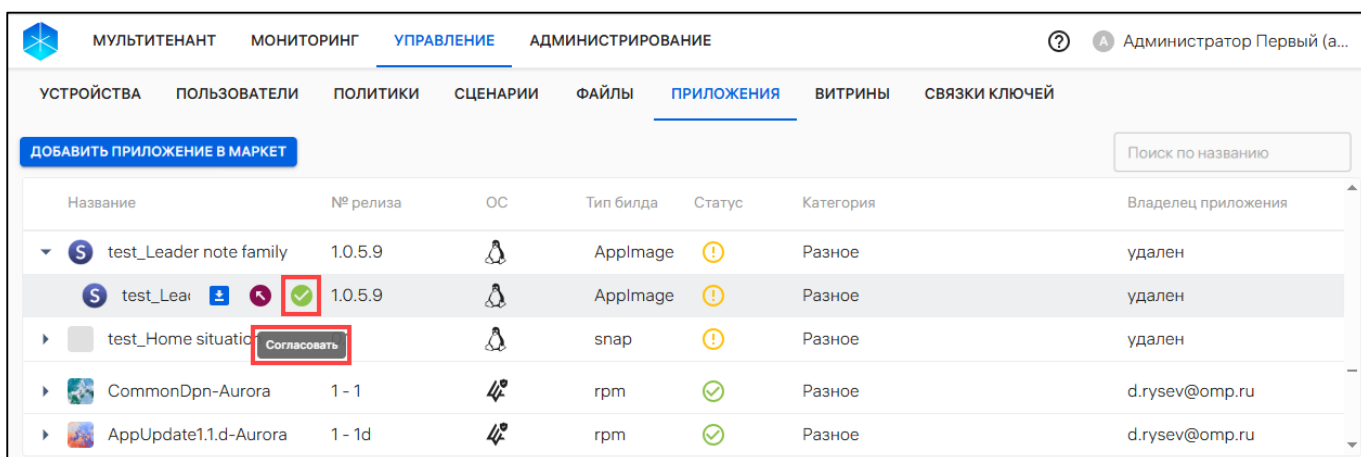 МУЛЬТИТЕНАНТ МОНИТОРИНГ УПРАВЛЕНИЕ АДМИНИСТРИРОВАНИЕ ? А Администратор Первый (а...
УСТРОЙСТВА ПОЛЬЗОВАТЕЛИ ПОЛИТИКИ СЦЕНАРИИ ФАЙЛЫ ПРИЛОЖЕНИЯ ВИТРИНЫ СВЯЗКИ КЛЮЧЕЙ
ДОБАВИТЬ ПРИЛОЖЕНИЕ В МАРКЕТ Поиск по названию
Название № релиза ОС Тип билда Статус Категория Владелец приложения
S test_Leader note family 1.0.5.9 AppImage Разное удален
S test_Lea 1.0.5.9 AppImage Разное удален
test_Home situation snap Разное удален
Согласовать
CommonDpn-Aurora 1 - 1 rpm Разное d.rysev@omp.ru
AppUpdate1.1.d-Aurora 1 - 1d rpm Разное d.rysev@omp.ru